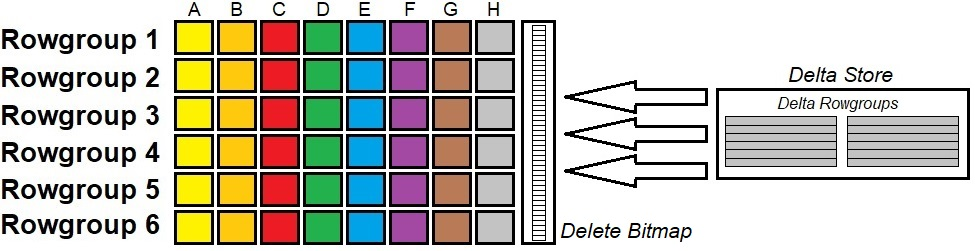 A B C D E F G H
Rowgroup 1
Rowgroup 2
Rowgroup 3
Rowgroup 4
Rowgroup 5
Rowgroup 6
Delete Bitmap
Delta Store
Delta Rowgroups